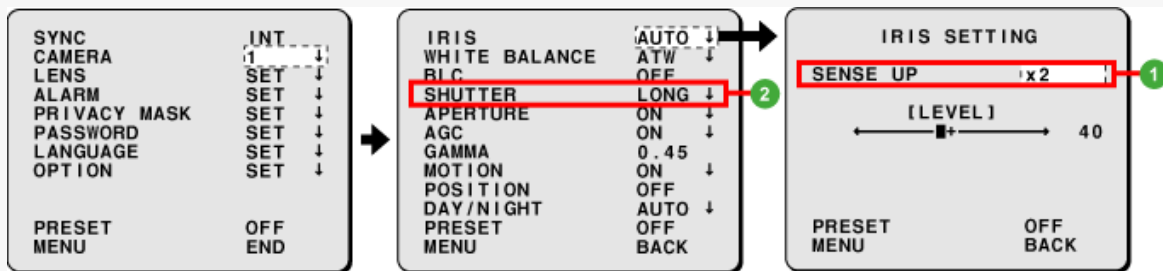 SYNC INT
CAMERA 1 ↓
LENS SET ↓
ALARM SET ↓
PRIVACY MASK SET ↓
PASSWORD SET ↓
LANGUAGE SET ↓
OPTION SET ↓
PRESET OFF
MENU END
IRIS AUTO ↓
WHITE BALANCE ATW ↓
BLC OFF
SHUTTER LONG ↓
2
APERTURE ON ↓
AGC ON ↓
GAMMA 0.45
MOTION ON ↓
POSITION OFF
DAY/NIGHT AUTO ↓
PRESET OFF
MENU BACK
IRIS SETTING
SENSE UP x2
1
[LEVEL]
40
PRESET OFF
MENU BACK